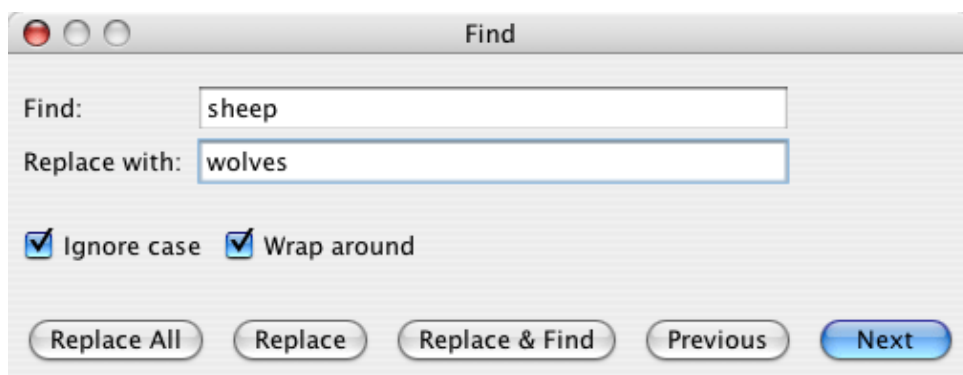 Find
Find: sheep
Replace with: wolves
Ignore case Wrap around
Replace All Replace Replace & Find Previous Next